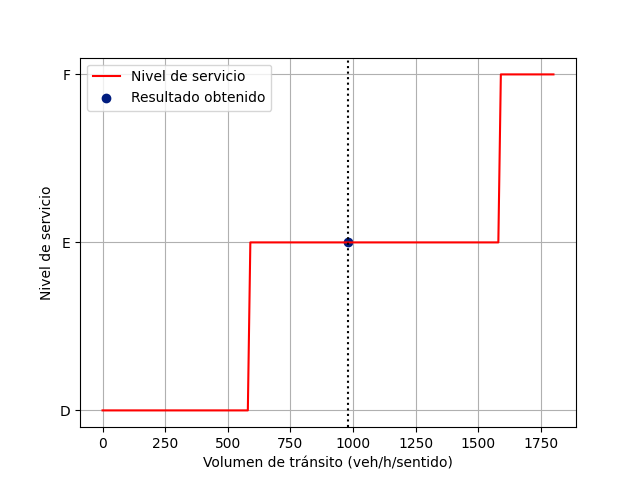 Nivel de servicio
Resultado obtenido
F
E
D
Nivel de servicio
0 250 500 750 1000 1250 1500 1750
Volumen de tránsito (veh/h/sentido)